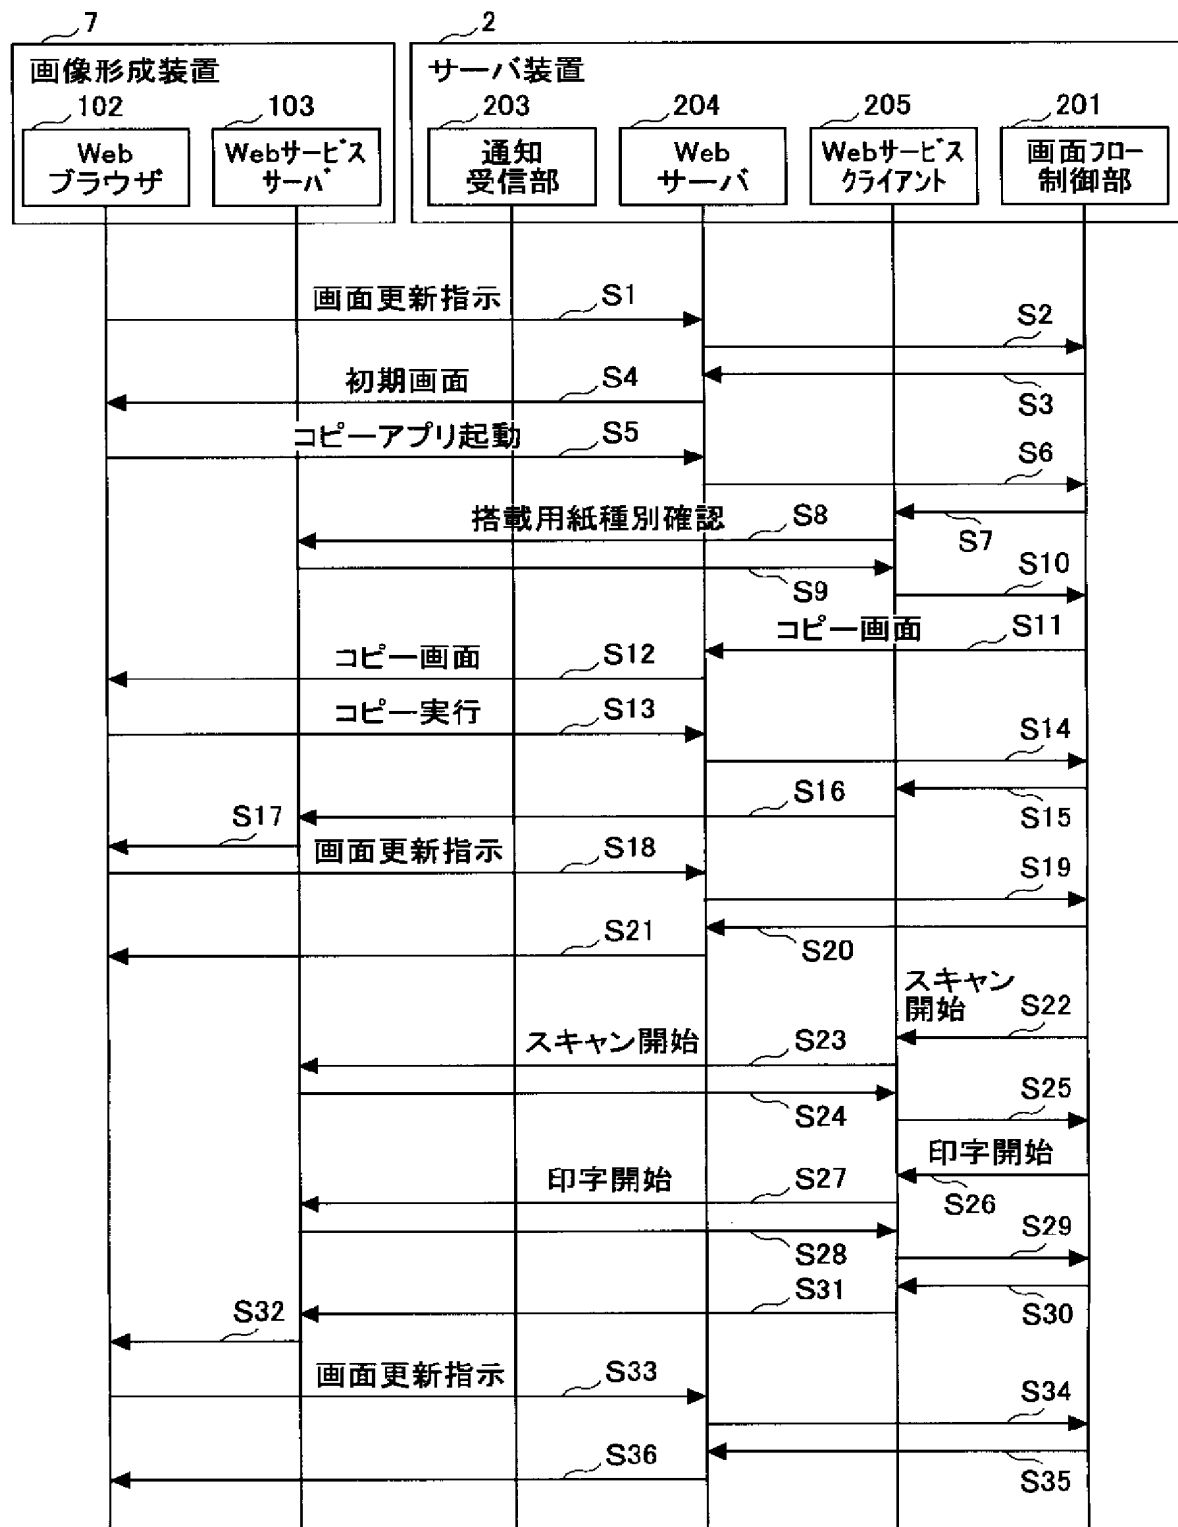 7
2
画像形成装置
サーバ装置
102
103
203
204
205
201
Web
ブラウザ
Webサービス
サーバ
通知
受信部
Web
サーバ
Webサービス
クライアント
画面フロー
制御部
画面更新指示
S1
S2
初期画面
S4
S3
コピーアプリ起動
S5
S6
搭載用紙種別確認
S8
S7
S9
S10
コピー画面
S11
コピー画面
S12
コピー実行
S13
S14
S16
S15
S17
画面更新指示
S18
S19
S21
S20
スキャン
開始
S22
スキャン開始
S23
S24
S25
印字開始
印字開始
S27
S26
S28
S29
S31
S30
S32
画面更新指示
S33
S34
S36
S35